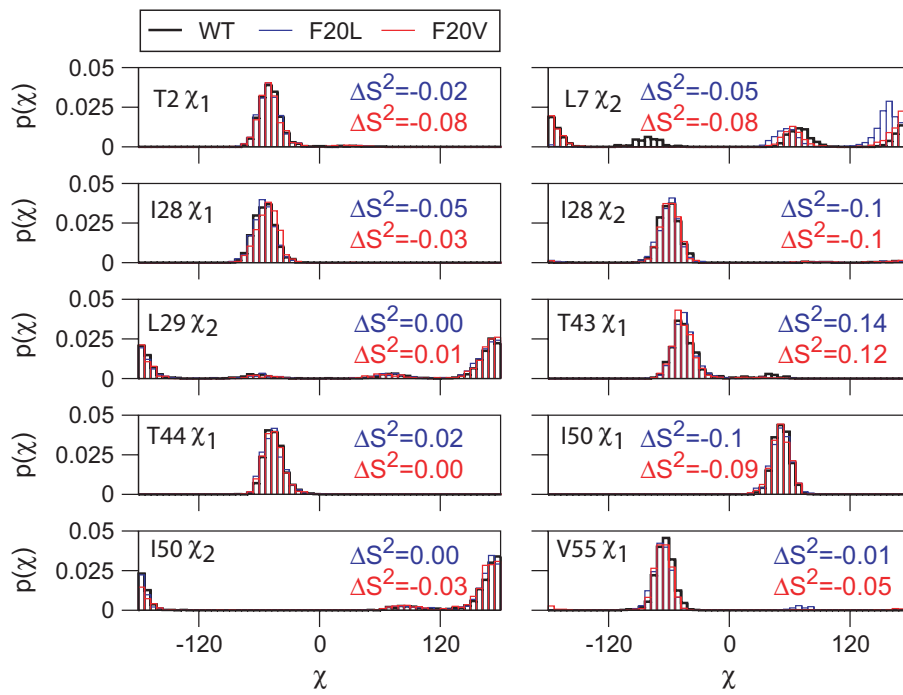 WT F20L F20V
p(χ) 0.05 0.025 0
T2 χ1 ΔS²=-0.02 ΔS²=-0.08
L7 χ2 ΔS²=-0.05 ΔS²=-0.08
p(χ) 0.05 0.025 0
I28 χ1 ΔS²=-0.05 ΔS²=-0.03
I28 χ2 ΔS²=-0.1 ΔS²=-0.1
p(χ) 0.05 0.025 0
L29 χ2 ΔS²=0.00 ΔS²=0.01
T43 χ1 ΔS²=0.14 ΔS²=0.12
p(χ) 0.05 0.025 0
T44 χ1 ΔS²=0.02 ΔS²=0.00
I50 χ1 ΔS²=-0.1 ΔS²=-0.09
p(χ) 0.05 0.025 0
I50 χ2 ΔS²=0.00 ΔS²=-0.03
V55 χ1 ΔS²=-0.01 ΔS²=-0.05
-120 0 120 -120 0 120
χ χ